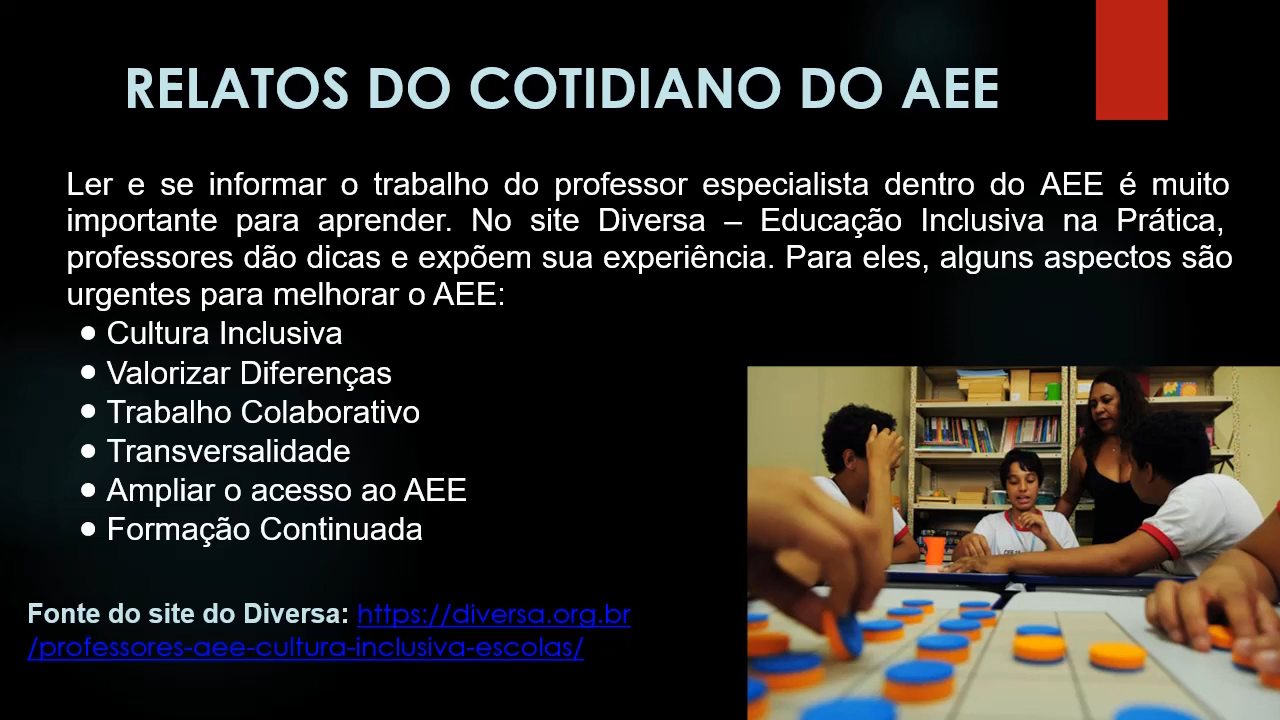 RELATOS DO COTIDIANO DO AEE
Ler e se informar o trabalho do professor especialista dentro do AEE é muito
importante para aprender. No site Diversa – Educação Inclusiva na Prática,
professores dão dicas e expõem sua experiência. Para eles, alguns aspectos são
urgentes para melhorar o AEE:
● Cultura Inclusiva
● Valorizar Diferenças
● Trabalho Colaborativo
● Transversalidade
● Ampliar o acesso ao AEE
● Formação Continuada
Fonte do site do Diversa: https://diversa.org.br
/professores-aee-cultura-inclusiva-escolas/